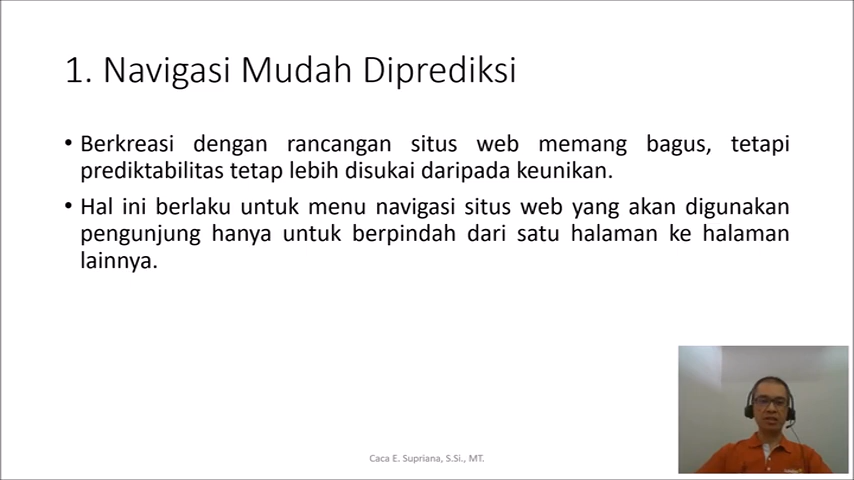 1. Navigasi Mudah Diprediksi
• Berkreasi dengan rancangan situs web memang bagus, tetapi
prediktabilitas tetap lebih disukai daripada keunikan.
• Hal ini berlaku untuk menu navigasi situs web yang akan digunakan
pengunjung hanya untuk berpindah dari satu halaman ke halaman
lainnya.
Caca E. Supriana, S.Si., MT.